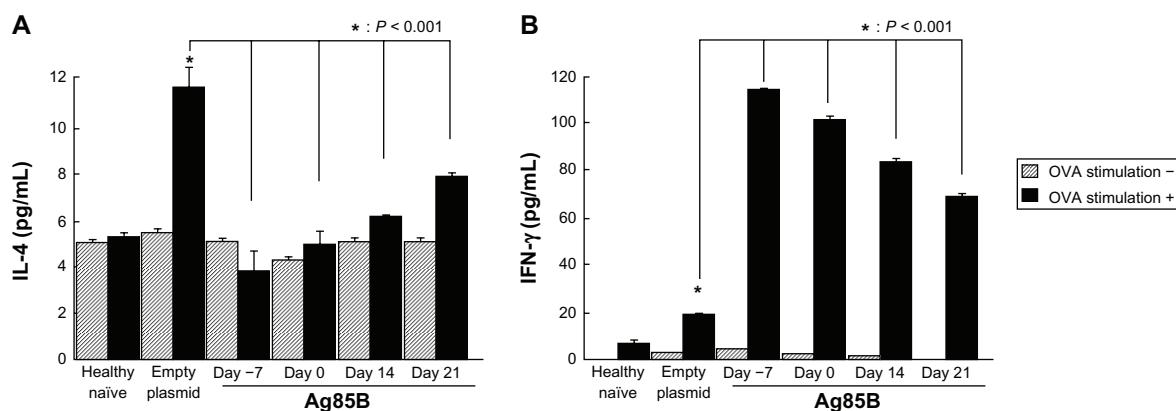 A
* : P < 0.001
*
IL-4 (pg/mL)
12
10
8
6
4
2
0
Healthy naïve
Empty plasmid
Day −7
Day 0
Day 14
Day 21
Ag85B
B
* : P < 0.001
*
IFN-γ (pg/mL)
120
100
80
60
40
20
0
Healthy naïve
Empty plasmid
Day −7
Day 0
Day 14
Day 21
Ag85B
OVA stimulation −
OVA stimulation +